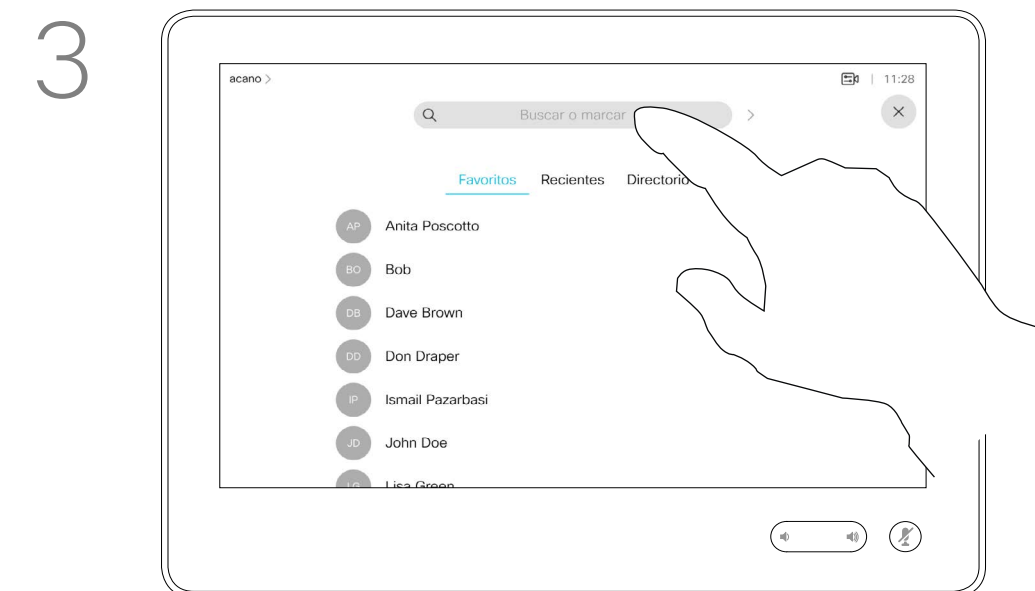 3
acano >
11:28
Buscar o marcar
Favoritos Recientes Directorio
AP Anita Poscotto
BO Bob
DB Dave Brown
DD Don Draper
IP Ismail Pazarbasi
JD John Doe
LG Lisa Green